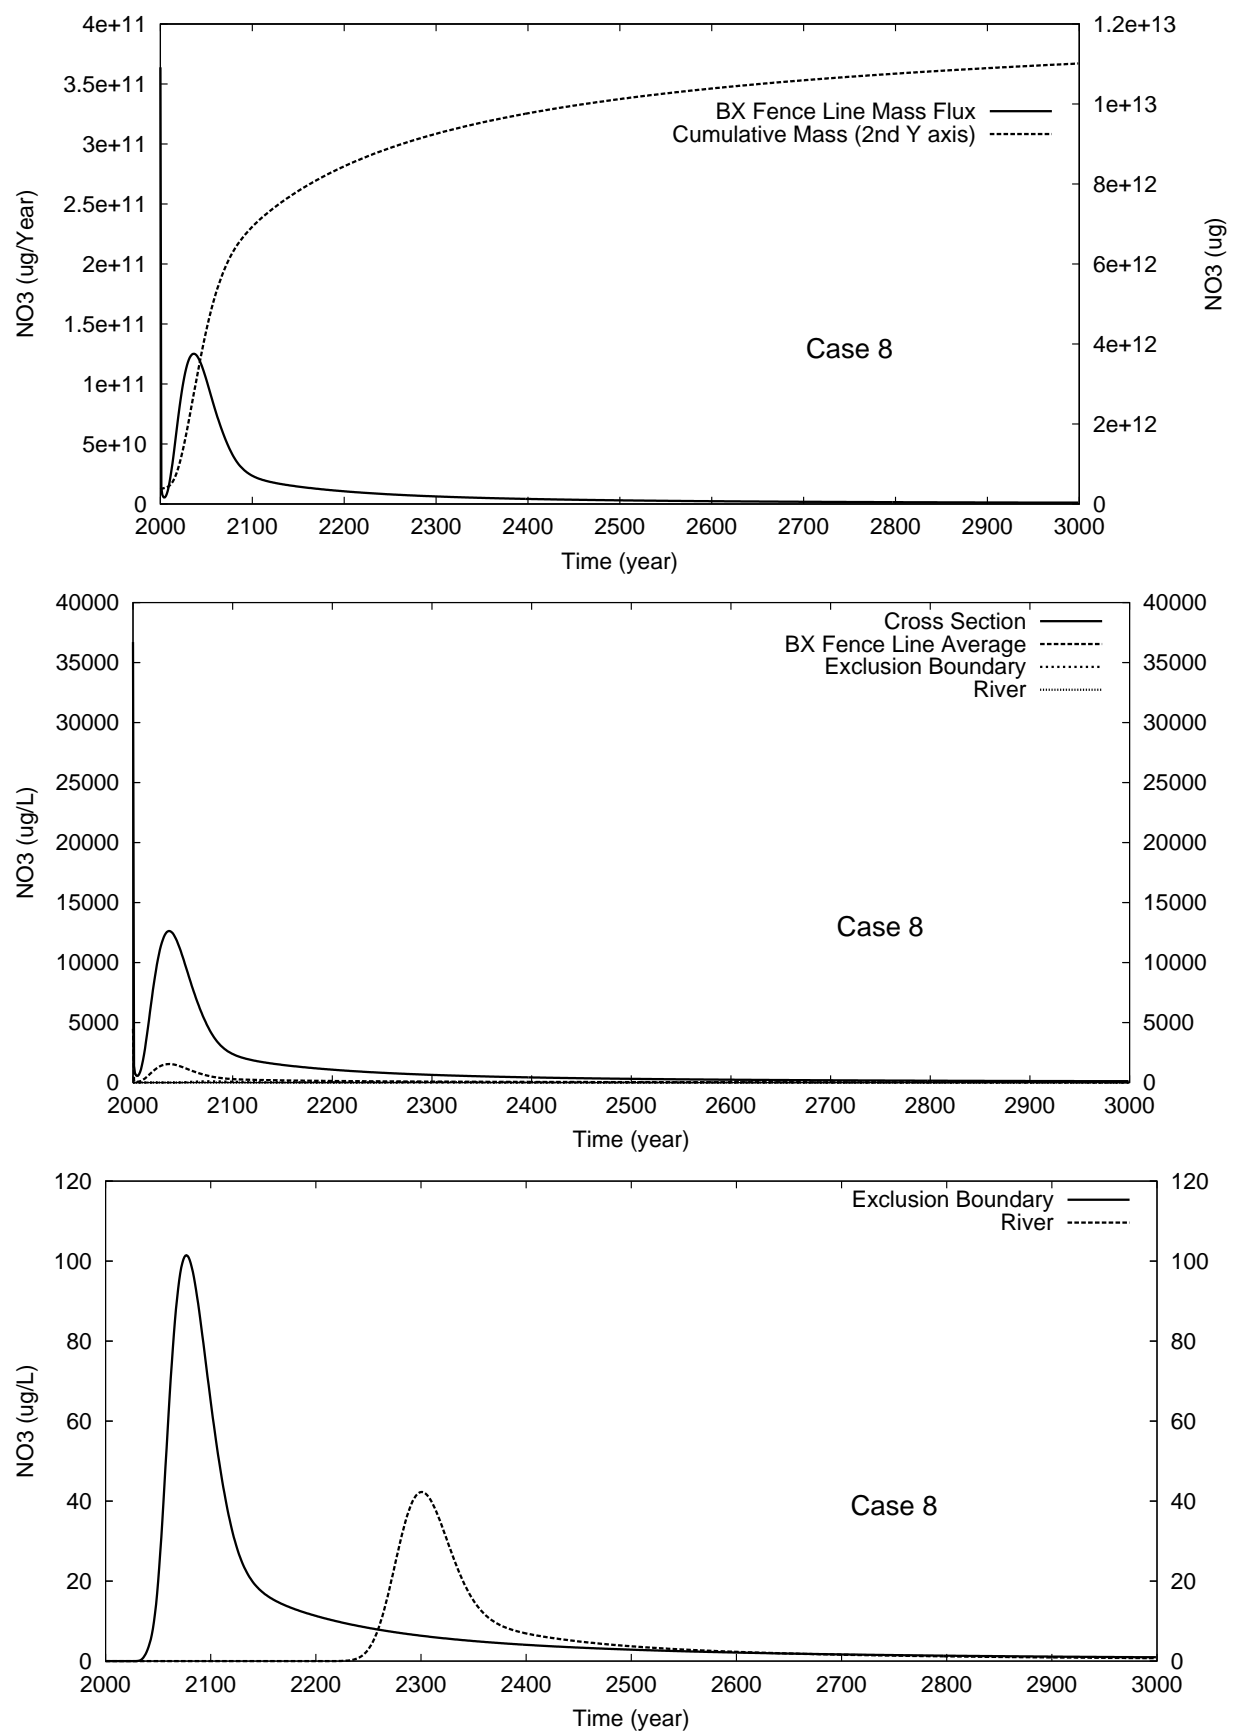 4e+11
3.5e+11
3e+11
2.5e+11
2e+11
1.5e+11
1e+11
5e+10
0
NO3 (ug/Year)
1.2e+13
1e+13
8e+12
6e+12
4e+12
2e+12
0
NO3 (ug)
BX Fence Line Mass Flux
Cumulative Mass (2nd Y axis)
Case 8
2000 2100 2200 2300 2400 2500 2600 2700 2800 2900 3000
Time (year)
40000
35000
30000
25000
20000
15000
10000
5000
0
NO3 (ug/L)
40000
35000
30000
25000
20000
15000
10000
5000
0
Cross Section
BX Fence Line Average
Exclusion Boundary
River
Case 8
2000 2100 2200 2300 2400 2500 2600 2700 2800 2900 3000
Time (year)
120
100
80
60
40
20
0
NO3 (ug/L)
120
100
80
60
40
20
0
Exclusion Boundary
River
Case 8
2000 2100 2200 2300 2400 2500 2600 2700 2800 2900 3000
Time (year)